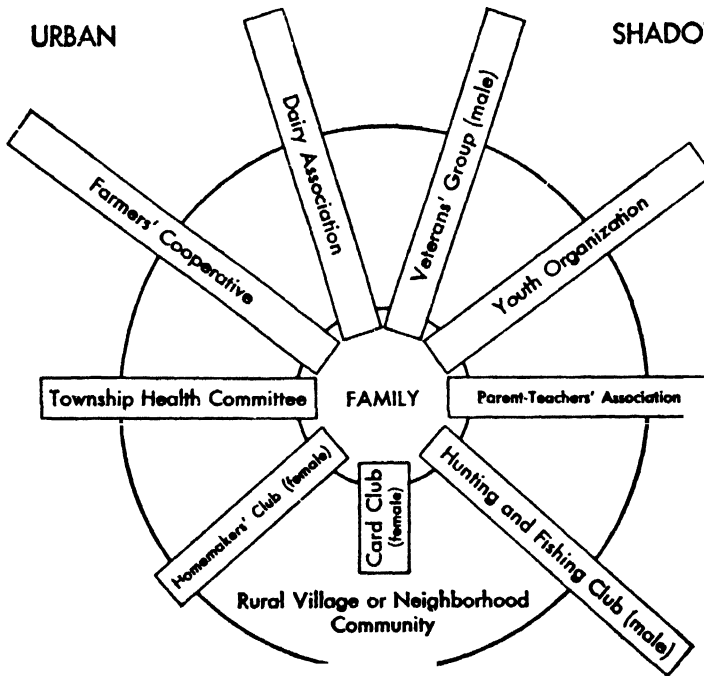 URBAN
SHADO
Dairy Association
Veterans' Group (male)
Farmers' Cooperative
Youth Organization
Township Health Committee
FAMILY
Parent-Teachers' Association
Homemakers' Club (female)
Card Club
(female)
Hunting and Fishing Club (male)
Rural Village or Neighborhood
Community